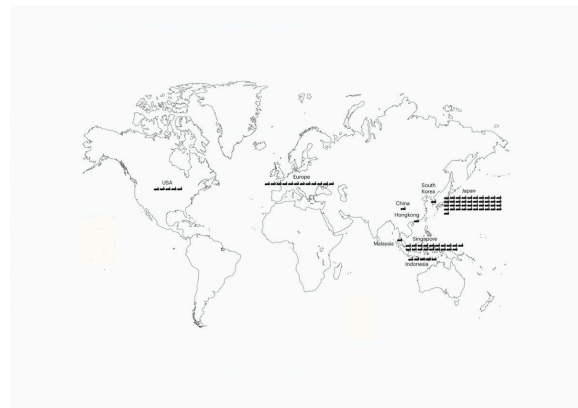 USA
Europe
South
Korea
Japan
China
Hongkong
Malaysia
Singapore
Indonesia